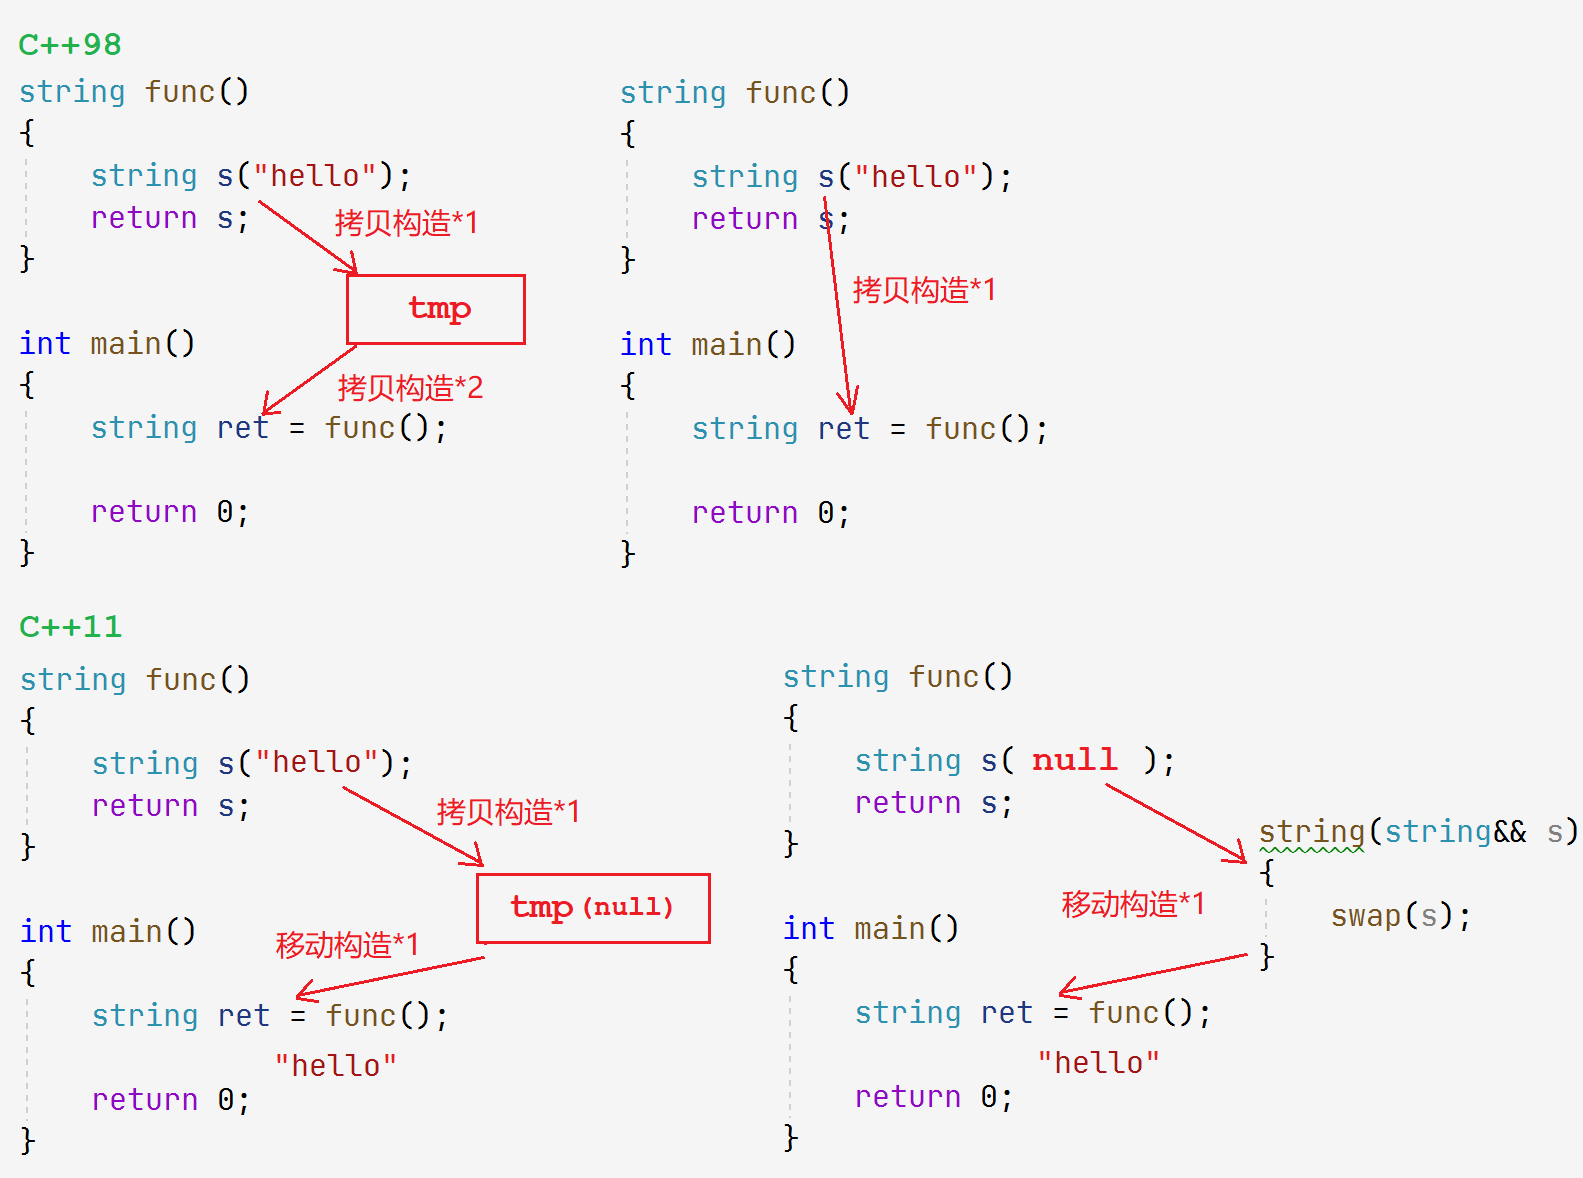 C++98
string func()
{
    string s("hello");
    return s;
}
拷贝构造*1
tmp
int main()
{
拷贝构造*2
    string ret = func();
    return 0;
}
string func()
{
    string s("hello");
    return s;
}
拷贝构造*1
int main()
{
    string ret = func();
    return 0;
}
C++11
string func()
{
    string s("hello");
    return s;
}
拷贝构造*1
tmp(null)
int main()
{
移动构造*1
    string ret = func();
"hello"
    return 0;
}
string func()
{
    string s( null );
    return s;
}
string(string&& s)
{
    swap(s);
}
移动构造*1
int main()
{
    string ret = func();
"hello"
    return 0;
}